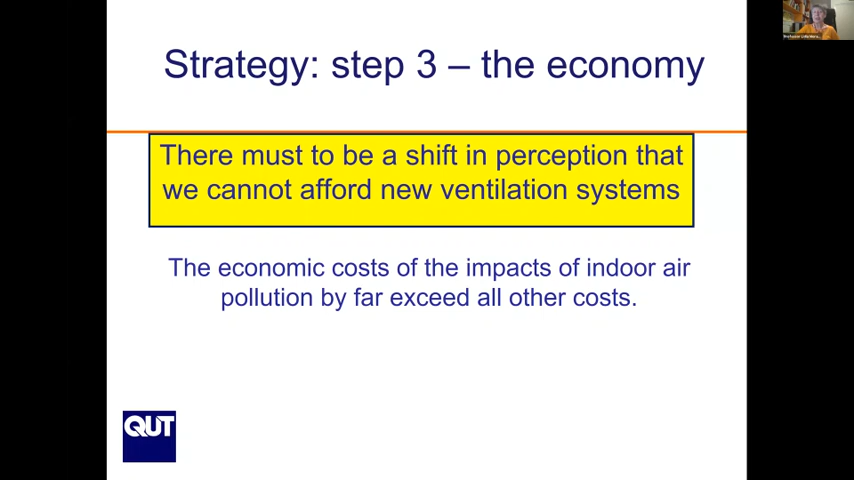 Strategy: step 3 – the economy
There must to be a shift in perception that
we cannot afford new ventilation systems
The economic costs of the impacts of indoor air
pollution by far exceed all other costs.
QUT